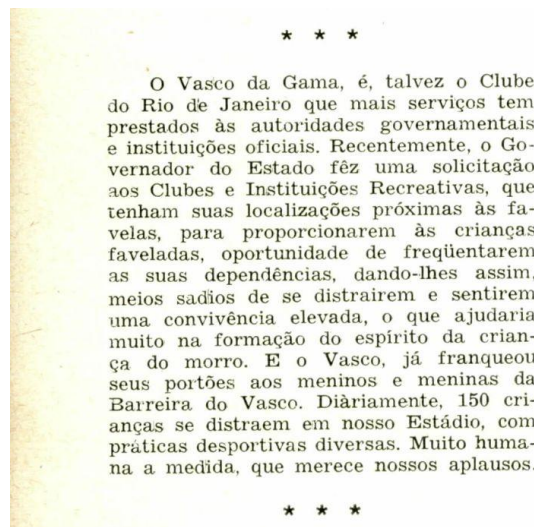 * * *
O Vasco da Gama, é, talvez o Clube
do Rio de Janeiro que mais serviços tem
prestados às autoridades governamentais
e instituições oficiais. Recentemente, o Go-
vernador do Estado fêz uma solicitação
aos Clubes e Instituições Recreativas, que
tenham suas localizações próximas às fa-
velas, para proporcionarem às crianças
faveladas, oportunidade de freqüentarem
as suas dependências, dando-lhes assim,
meios sadios de se distrairem e sentirem
uma convivência elevada, o que ajudaria
muito na formação do espírito da crian-
ça do morro. E o Vasco, já franqueou
seus portões aos meninos e meninas da
Barreira do Vasco. Diàriamente, 150 cri-
anças se distraem em nosso Estádio, com
práticas desportivas diversas. Muito huma-
na a medida, que merece nossos aplausos.
* * *